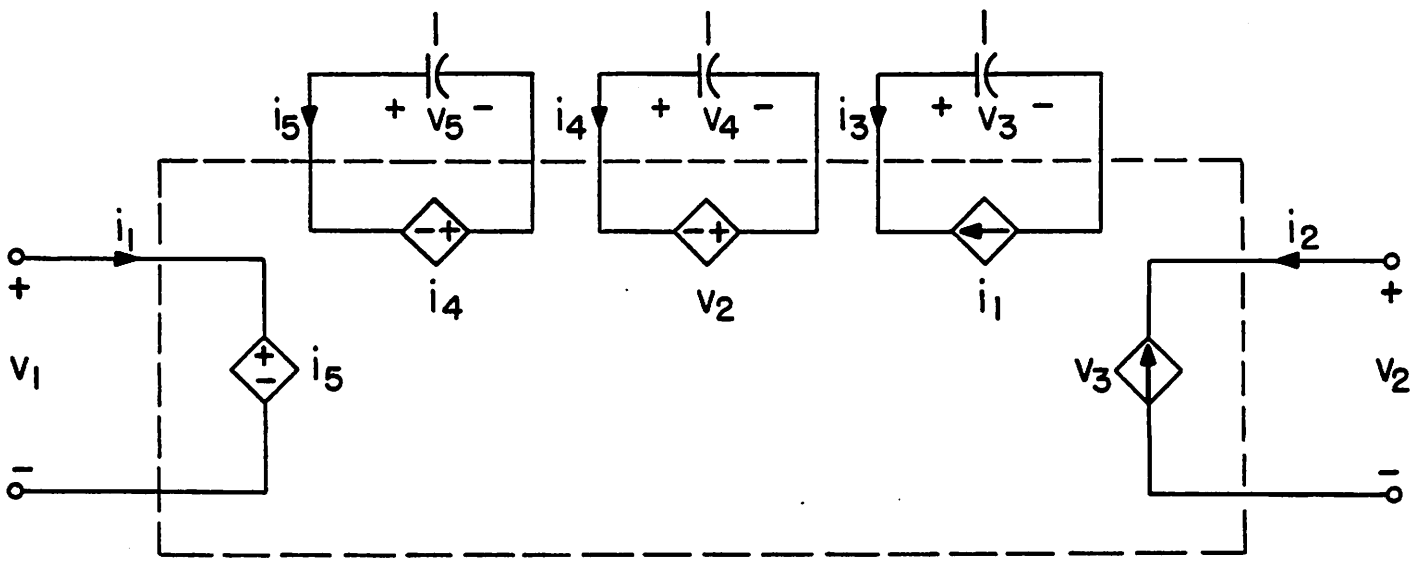 1 1 1
+ v5 - + v4 - + v3 -
i5 i4 i3
- + - + i1 i2
i1
+ i4 v2 +
v1 + - i5 v3 v2
- -